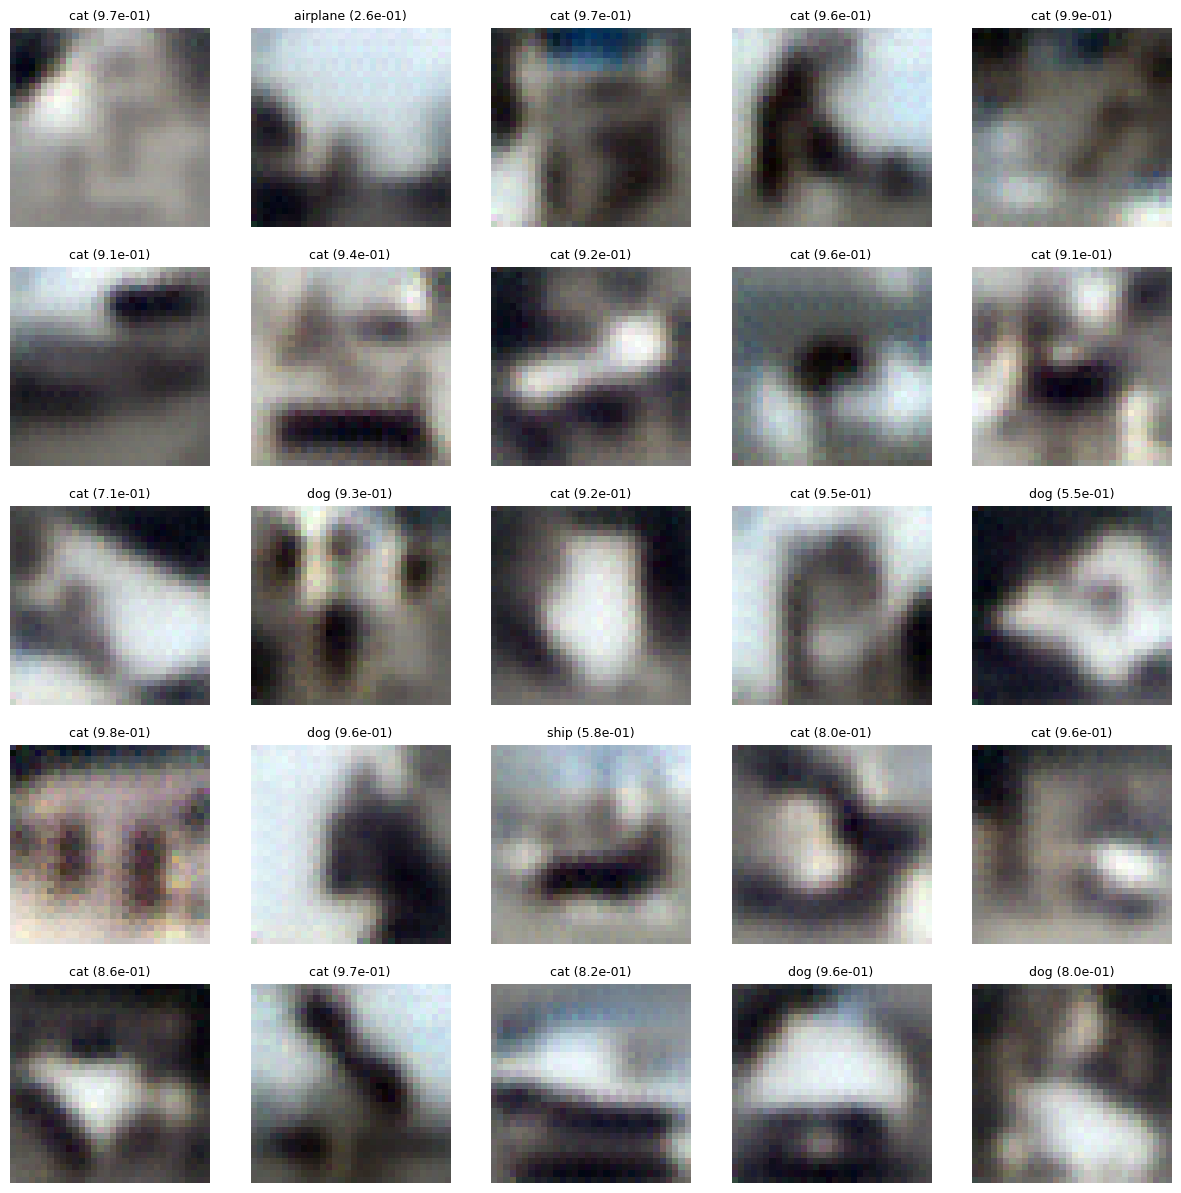 cat (9.7e-01) airplane (2.6e-01) cat (9.7e-01) cat (9.6e-01) cat (9.9e-01)
cat (9.1e-01) cat (9.4e-01) cat (9.2e-01) cat (9.6e-01) cat (9.1e-01)
cat (7.1e-01) dog (9.3e-01) cat (9.2e-01) cat (9.5e-01) dog (5.5e-01)
cat (9.8e-01) dog (9.6e-01) ship (5.8e-01) cat (8.0e-01) cat (9.6e-01)
cat (8.6e-01) cat (9.7e-01) cat (8.2e-01) dog (9.6e-01) dog (8.0e-01)